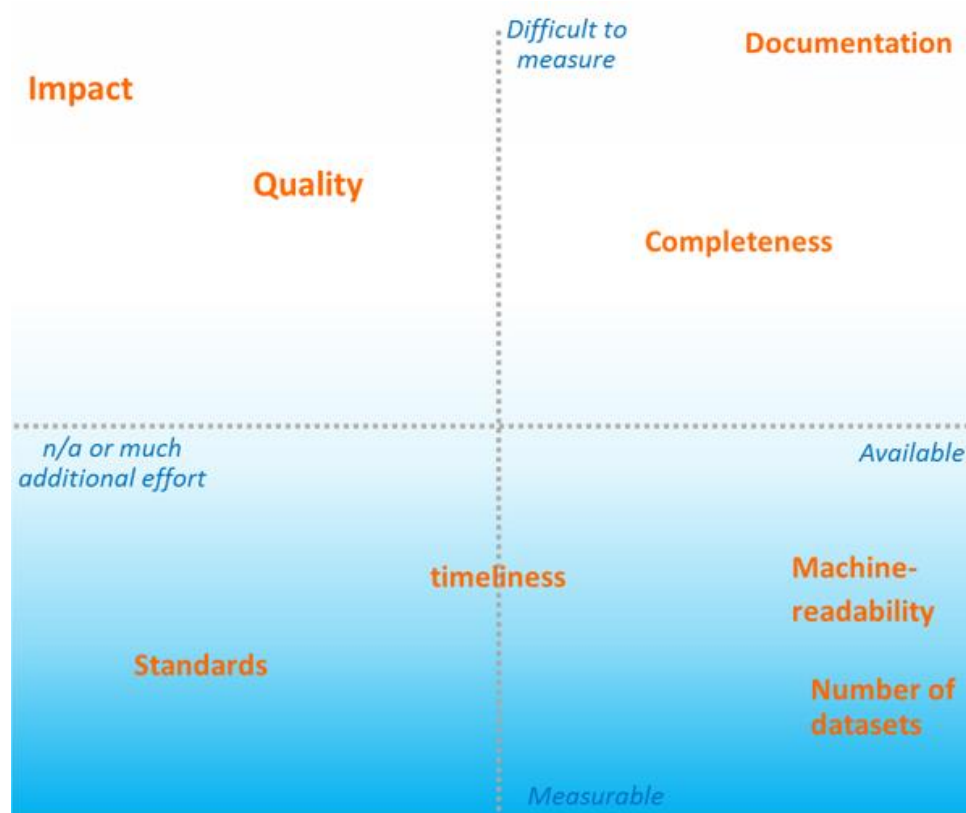 Difficult to
measure
Documentation
Impact
Quality
Completeness
n/a or much
additional effort
Available
timeliness
Machine-
readability
Standards
Number of
datasets
Measurable